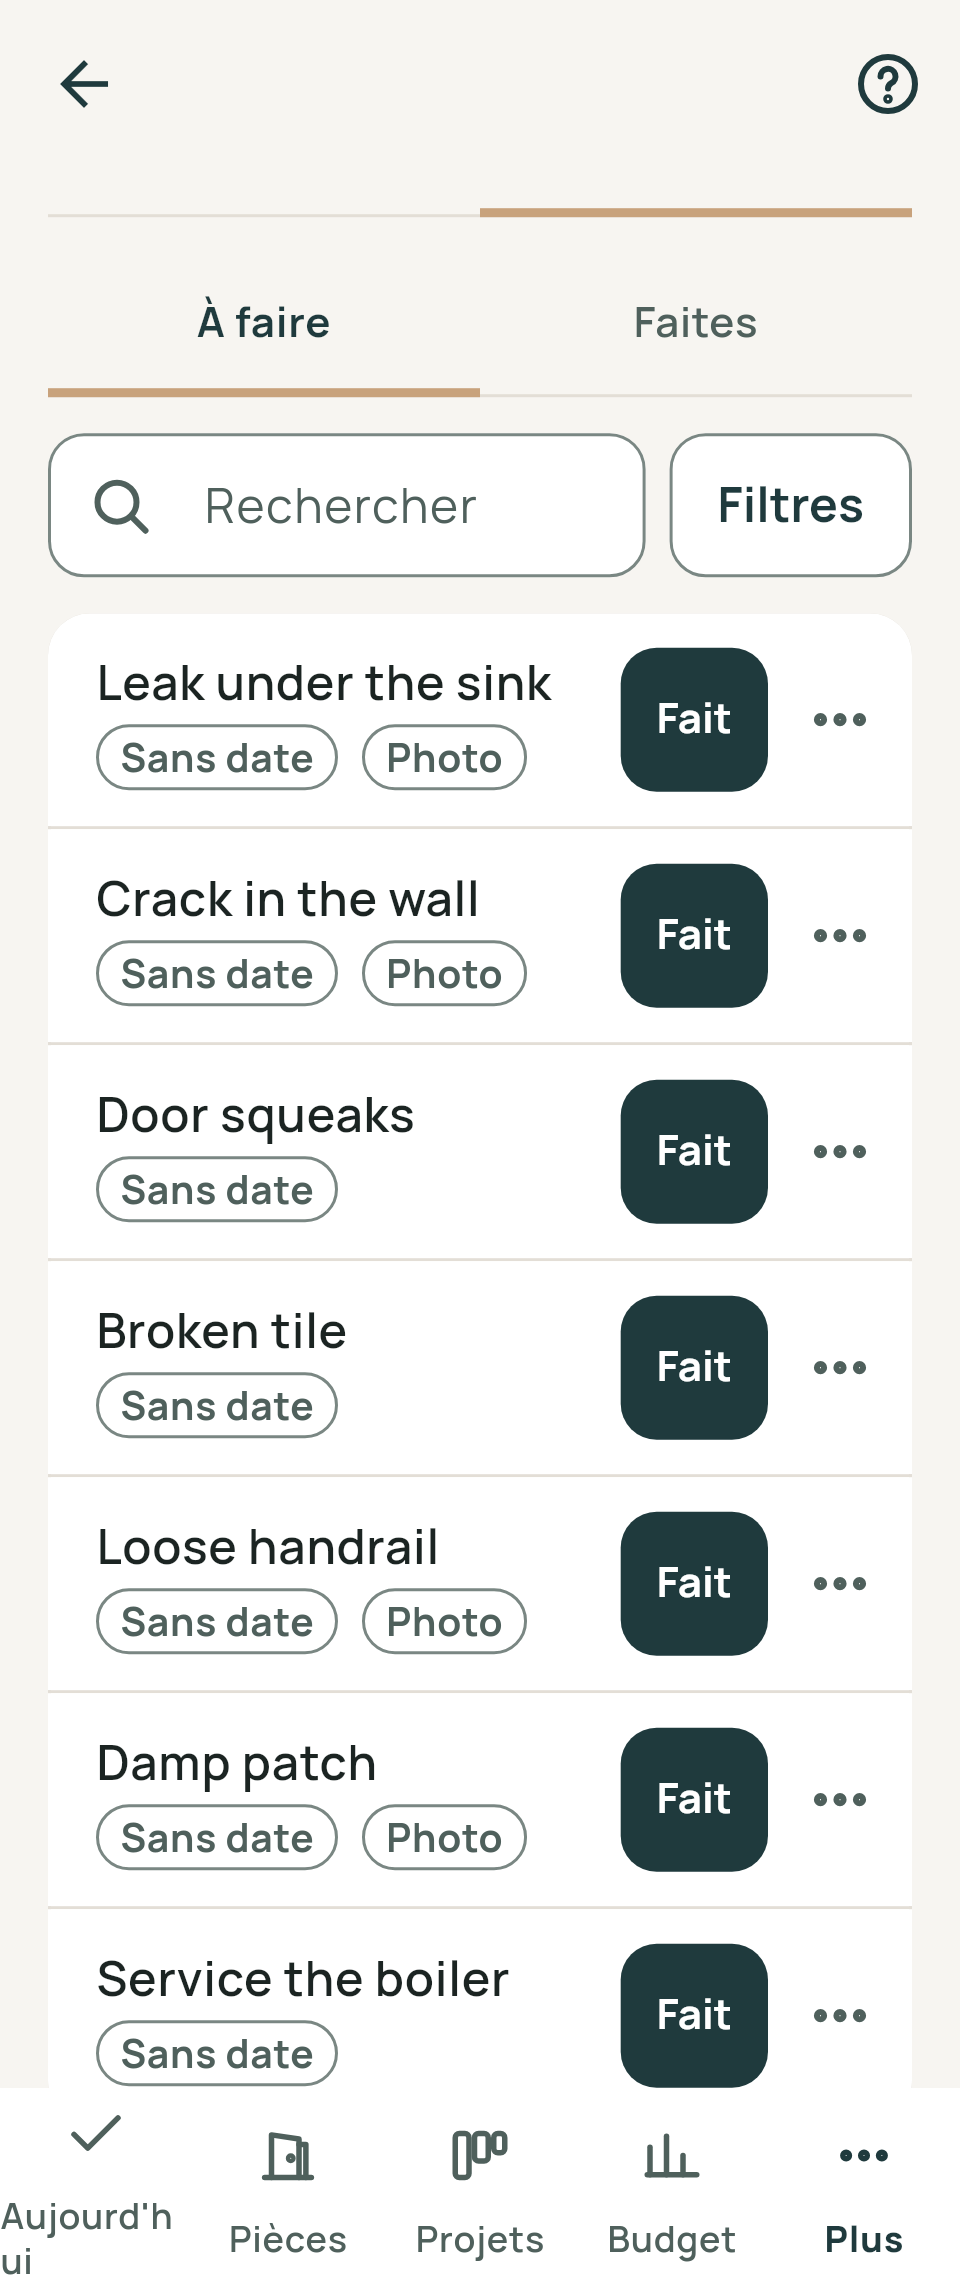 À faire
Faites
Rechercher
Filtres
Leak under the sink
Sans date
Photo
Fait
Crack in the wall
Sans date
Photo
Fait
Door squeaks
Sans date
Fait
Broken tile
Sans date
Fait
Loose handrail
Sans date
Photo
Fait
Damp patch
Sans date
Photo
Fait
Service the boiler
Sans date
Fait
Aujourd'h
ui
Pièces
Projets
Budget
Plus